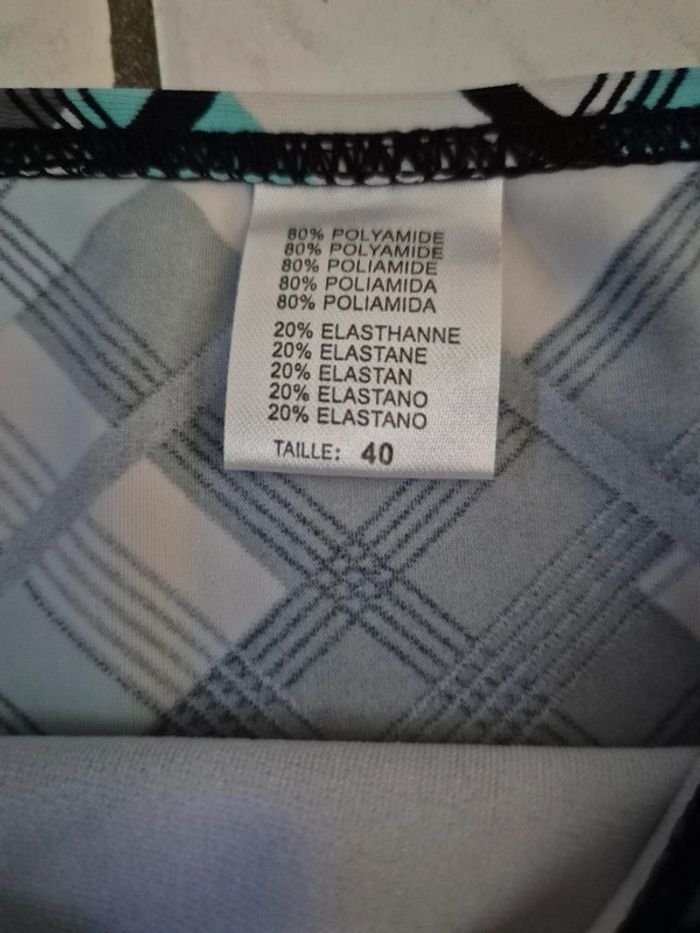 80% POLYAMIDE
80% POLYAMIDE
80% POLIAMIDE
80% POLIAMIDA
80% POLIAMIDA
20% ELASTHANNE
20% ELASTANE
20% ELASTAN
20% ELASTANO
20% ELASTANO
TAILLE: 40